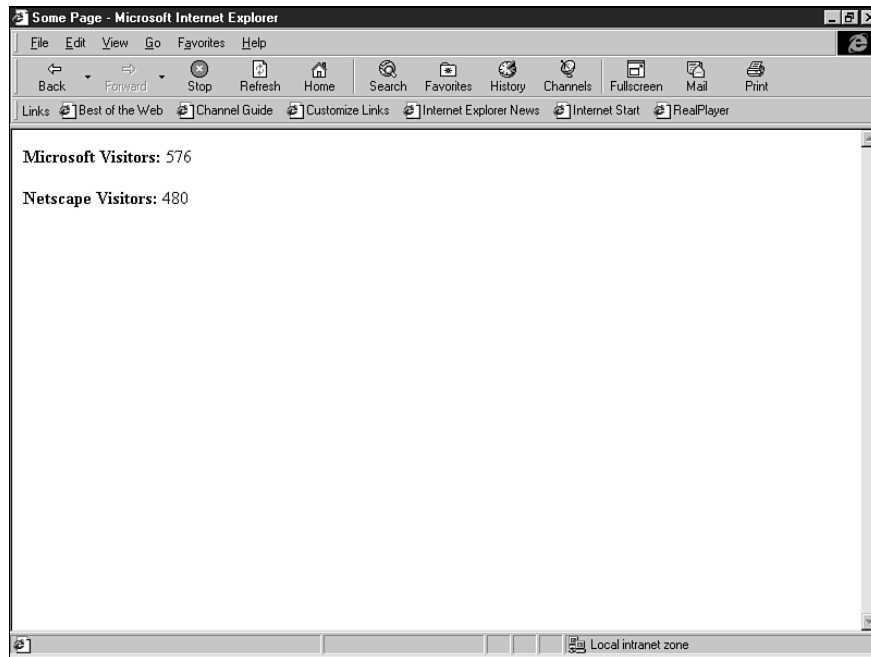 Some Page - Microsoft Internet Explorer
File Edit View Go Favorites Help
Back Forward Stop Refresh Home Search Favorites History Channels Fullscreen Mail Print
Links Best of the Web Channel Guide Customize Links Internet Explorer News Internet Start RealPlayer
Microsoft Visitors: 576
Netscape Visitors: 480
Local intranet zone